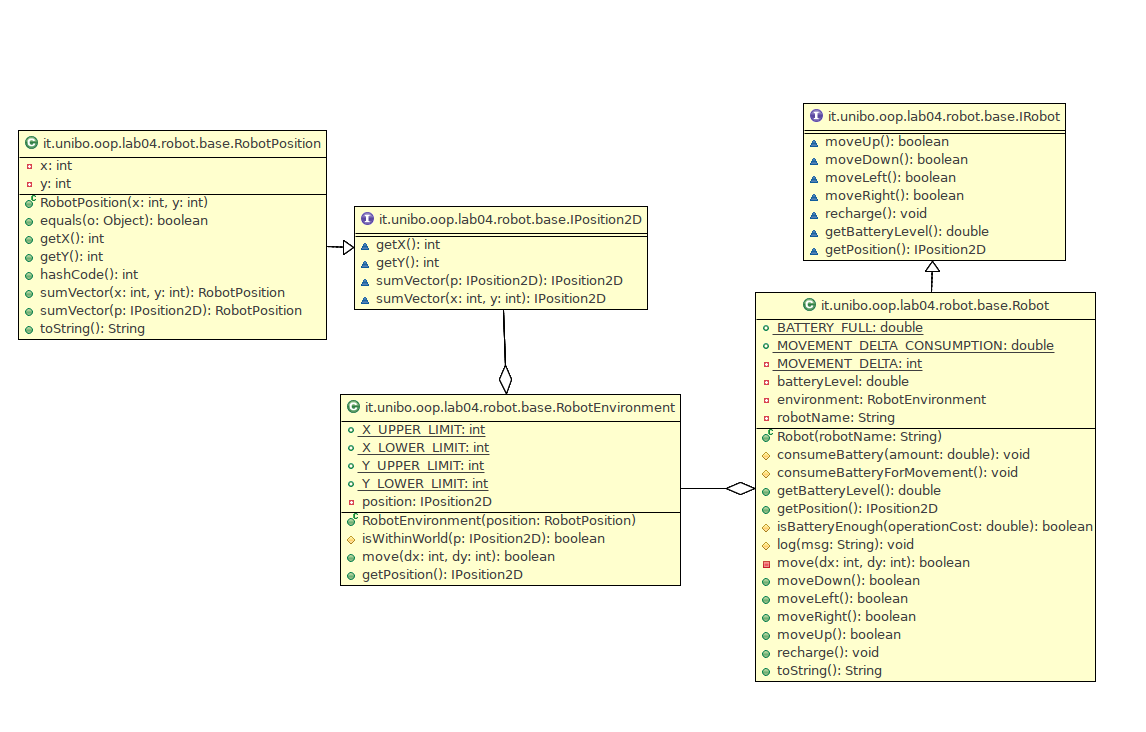 it.unibo.oop.lab04.robot.base.RobotPosition
x: int
y: int
RobotPosition(x: int, y: int)
equals(o: Object): boolean
getX(): int
getY(): int
hashCode(): int
sumVector(x: int, y: int): RobotPosition
sumVector(p: IPosition2D): RobotPosition
toString(): String
it.unibo.oop.lab04.robot.base.IPosition2D
getX(): int
getY(): int
sumVector(p: IPosition2D): IPosition2D
sumVector(x: int, y: int): IPosition2D
it.unibo.oop.lab04.robot.base.RobotEnvironment
X_UPPER_LIMIT: int
X_LOWER_LIMIT: int
Y_UPPER_LIMIT: int
Y_LOWER_LIMIT: int
position: IPosition2D
RobotEnvironment(position: RobotPosition)
isWithinWorld(p: IPosition2D): boolean
move(dx: int, dy: int): boolean
getPosition(): IPosition2D
it.unibo.oop.lab04.robot.base.IRobot
moveUp(): boolean
moveDown(): boolean
moveLeft(): boolean
moveRight(): boolean
recharge(): void
getBatteryLevel(): double
getPosition(): IPosition2D
it.unibo.oop.lab04.robot.base.Robot
BATTERY_FULL: double
MOVEMENT_DELTA_CONSUMPTION: double
MOVEMENT_DELTA: int
batteryLevel: double
environment: RobotEnvironment
robotName: String
Robot(robotName: String)
consumeBattery(amount: double): void
consumeBatteryForMovement(): void
getBatteryLevel(): double
getPosition(): IPosition2D
isBatteryEnough(operationCost: double): boolean
log(msg: String): void
move(dx: int, dy: int): boolean
moveDown(): boolean
moveLeft(): boolean
moveRight(): boolean
moveUp(): boolean
recharge(): void
toString(): String